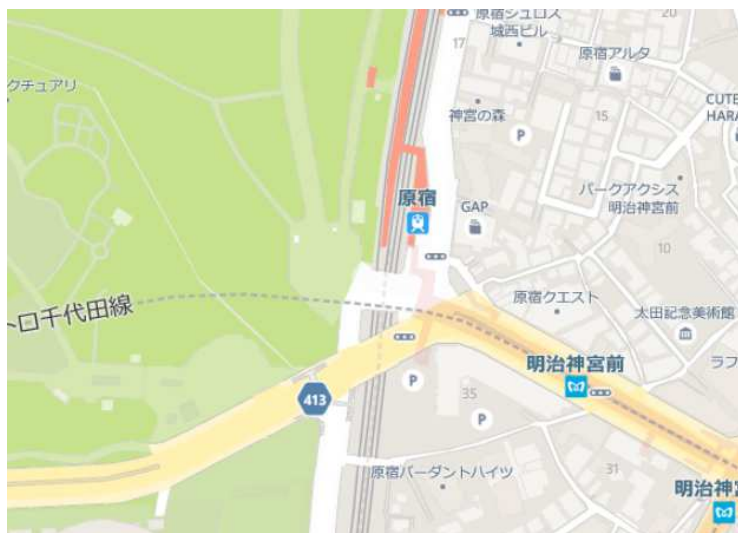 原宿シュロス
城西ビル
20
17
原宿アルタ
クチュアリ
CUTE
HARA
神宮の森
15
P
パークアクシス
明治神宮前
原宿
GAP
10
原宿クエスト
太田記念美術館
トロ千代田線
明治神宮前
ラフ
413
P
35
P
原宿バーダントハイツ
31
明治神宮